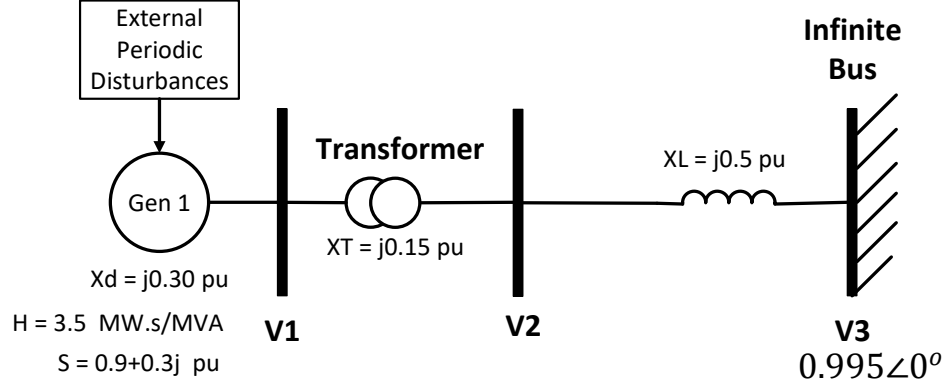 External
Periodic
Disturbances
Infinite
Bus
Transformer
XL = j0.5 pu
Gen 1
XT = j0.15 pu
Xd = j0.30 pu
H = 3.5 MW.s/MVA
S = 0.9+0.3j pu
V1
V2
V3
0.995∠0°